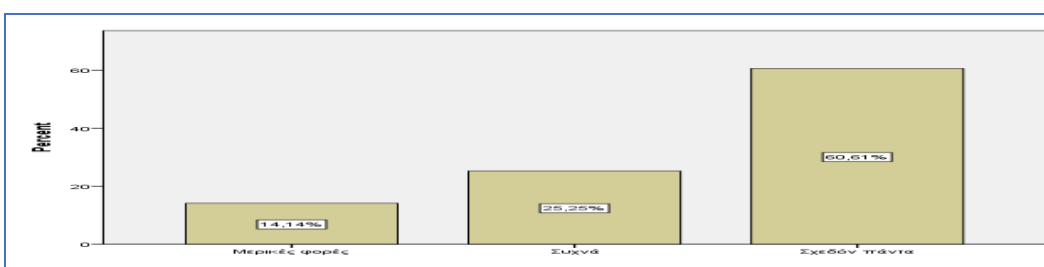 60
40
20
0
Percent
14,14%
25,25%
60,61%
Μερικές φορές
Συχνά
Σχεδόν πάντα